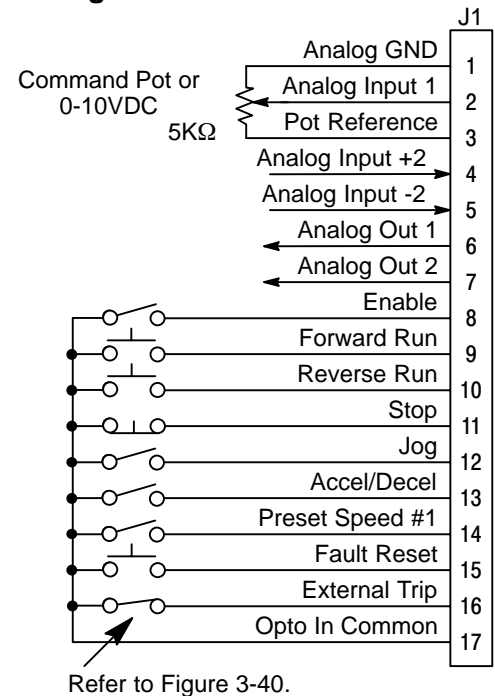 J1
Analog GND 1
Command Pot or
0-10VDC
Analog Input 1 2
5KΩ
Pot Reference 3
Analog Input +2 4
Analog Input -2 5
Analog Out 1 6
Analog Out 2 7
Enable 8
Forward Run 9
Reverse Run 10
Stop 11
Jog 12
Accel/Decel 13
Preset Speed #1 14
Fault Reset 15
External Trip 16
Opto In Common 17
Refer to Figure 3-40.